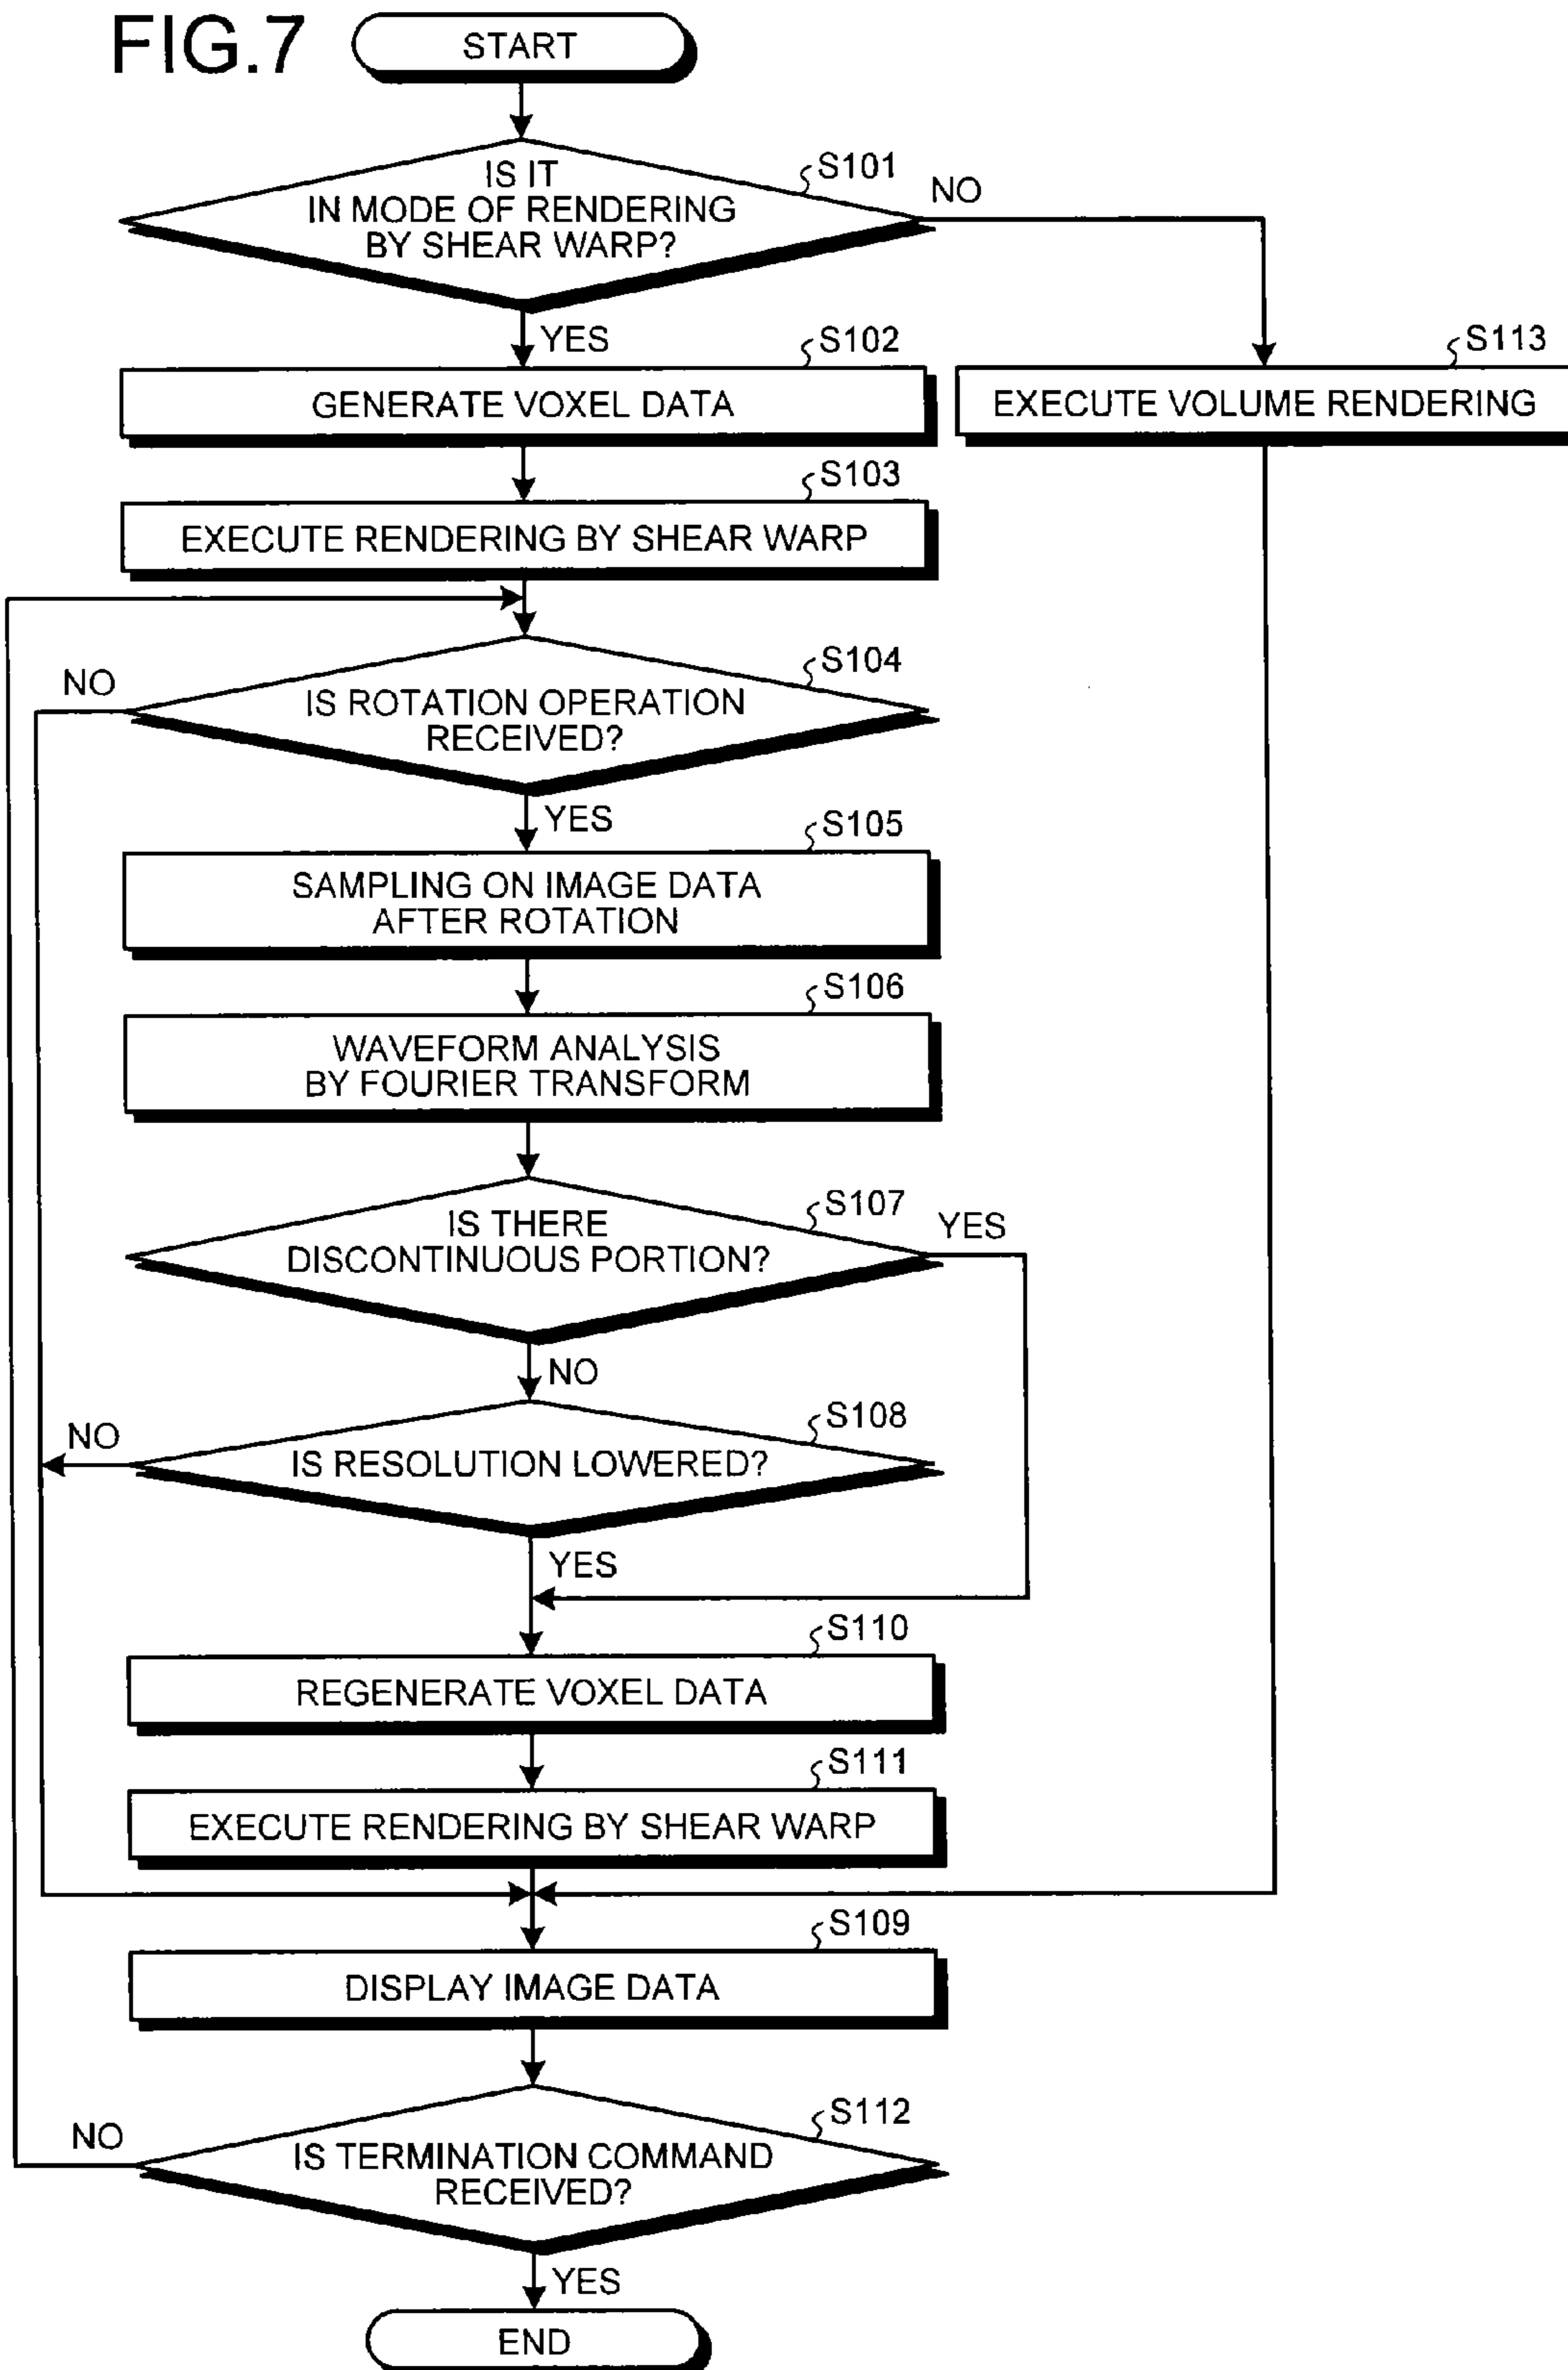 FIG.7
START
IS IT
IN MODE OF RENDERING
BY SHEAR WARP?
S101
NO
YES
S102
GENERATE VOXEL DATA
S113
EXECUTE VOLUME RENDERING
S103
EXECUTE RENDERING BY SHEAR WARP
S104
NO
IS ROTATION OPERATION
RECEIVED?
YES
S105
SAMPLING ON IMAGE DATA
AFTER ROTATION
S106
WAVEFORM ANALYSIS
BY FOURIER TRANSFORM
S107
IS THERE
DISCONTINUOUS PORTION?
YES
NO
S108
NO
IS RESOLUTION LOWERED?
YES
S110
REGENERATE VOXEL DATA
S111
EXECUTE RENDERING BY SHEAR WARP
S109
DISPLAY IMAGE DATA
S112
NO
IS TERMINATION COMMAND
RECEIVED?
YES
END